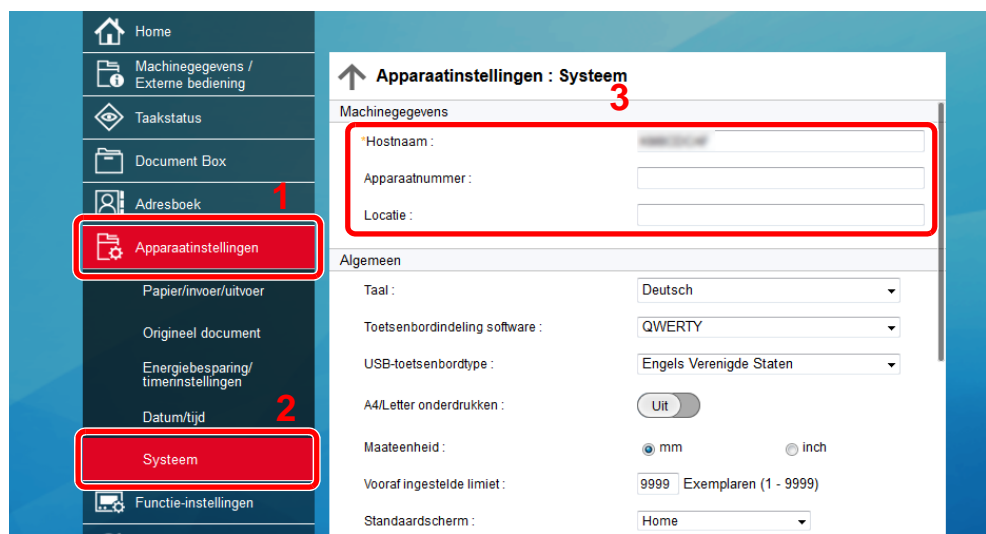 Home
Machinegegevens /
Externe bediening
Taakstatus
Document Box
Adresboek
1
Apparaatinstellingen
Papier/invoer/uitvoer
Origineel document
Energiebesparing/
timerinstellingen
Datum/tijd
2
Systeem
Functie-instellingen
Apparaatinstellingen : Systeem
3
Machinegegevens
*Hostnaam :
Apparaatnummer :
Locatie :
Algemeen
Taal : Deutsch
Toetsenbordindeling software : QWERTY
USB-toetsenbordtype : Engels Verenigde Staten
A4/Letter onderdrukken : Uit
Maateenheid : mm inch
Vooraf ingestelde limiet : 9999 Exemplaren (1 - 9999)
Standaardscherm : Home